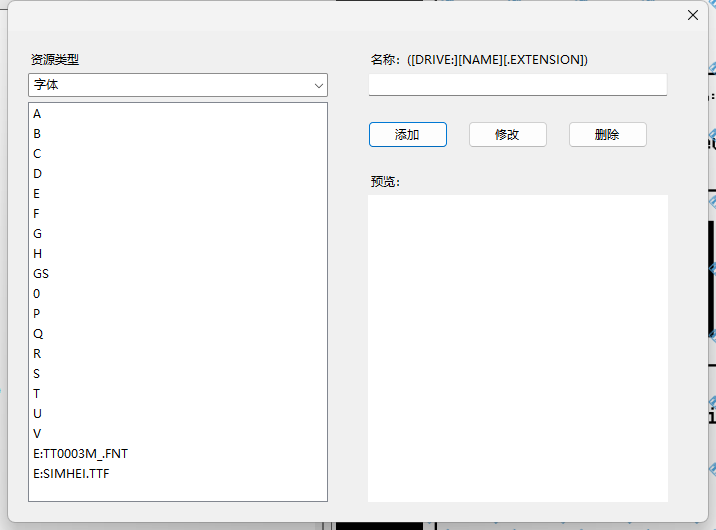 资源类型
字体
A
B
C
D
E
F
G
H
GS
0
P
Q
R
S
T
U
V
E:TT0003M_.FNT
E:SIMHEI.TTF
名称：([DRIVE:][NAME][.EXTENSION])
添加
修改
删除
预览：